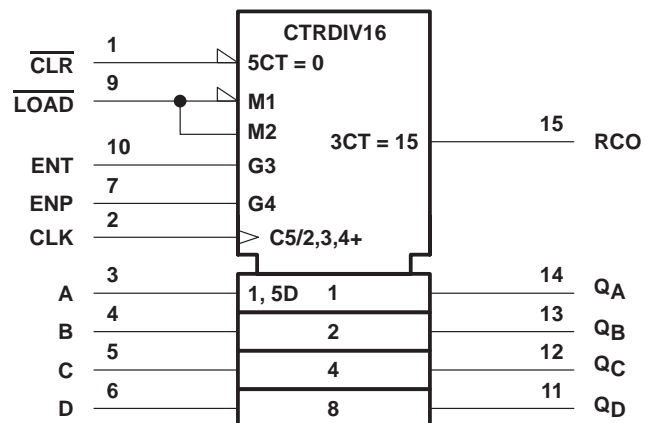 CTRDIV16
CLR 1 5CT = 0
LOAD 9 M1
M2
3CT = 15 15 RCO
ENT 10 G3
ENP 7 G4
CLK 2 C5/2,3,4+
A 3 1, 5D 1 14 QA
B 4 2 13 QB
C 5 4 12 QC
D 6 8 11 QD